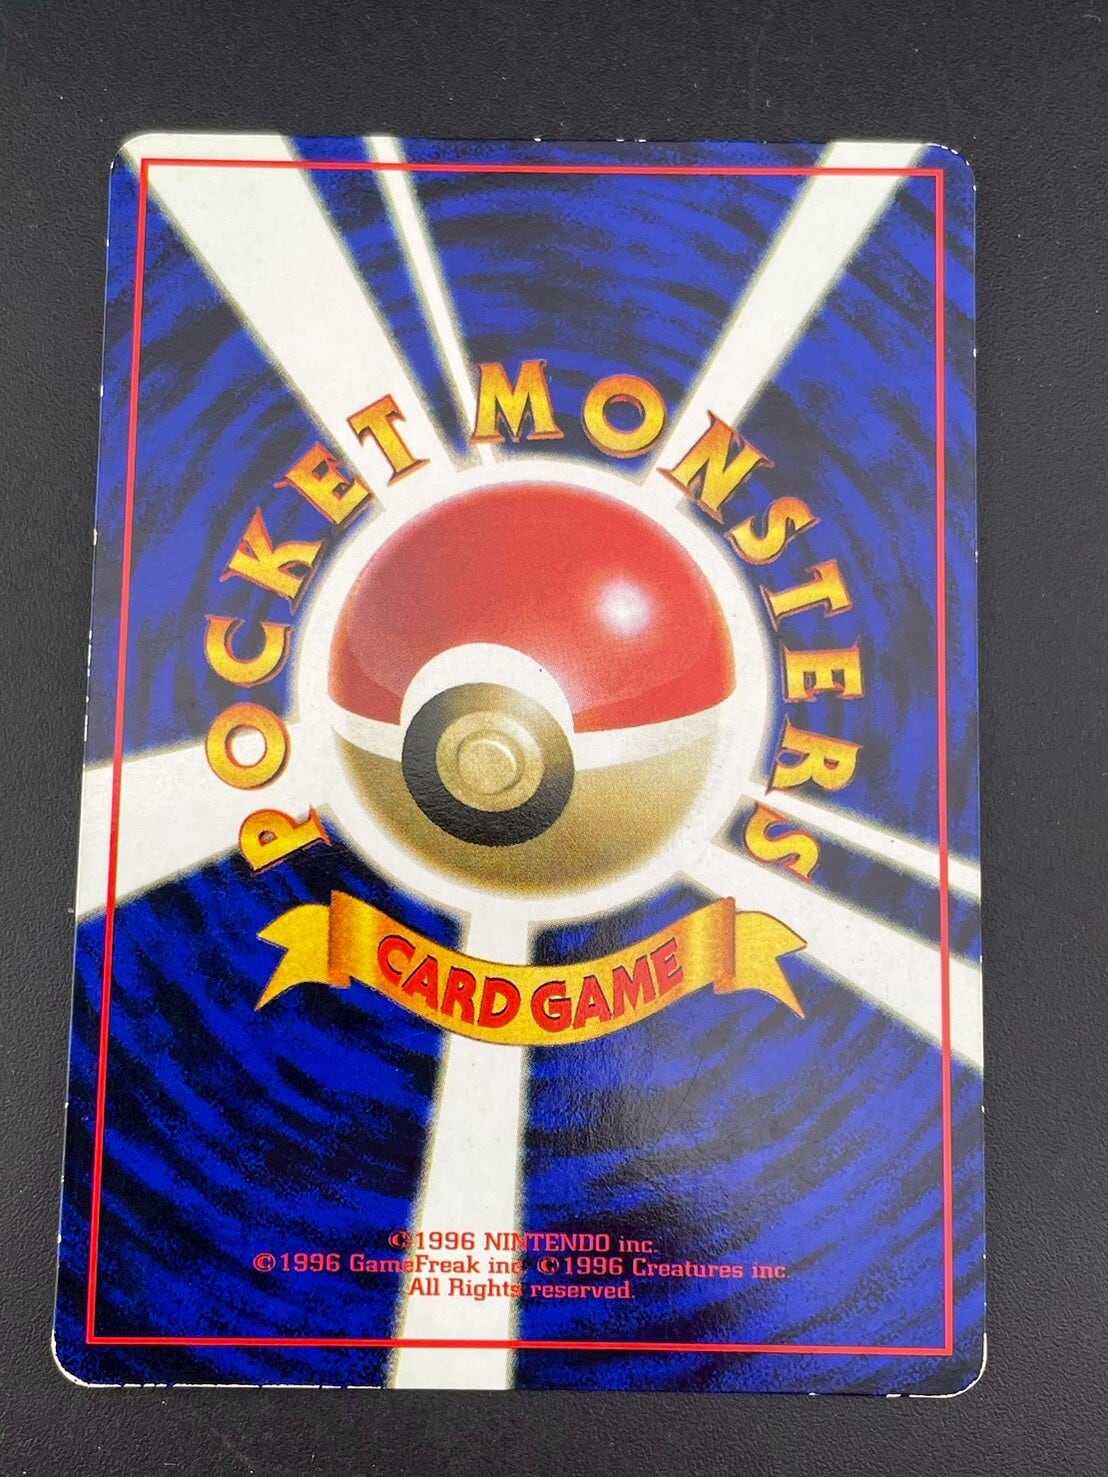 POCKET MONSTERS
CARD GAME
©1996 NINTENDO inc.
©1996 GameFreak inc. ©1996 Creatures inc.
All Rights reserved.